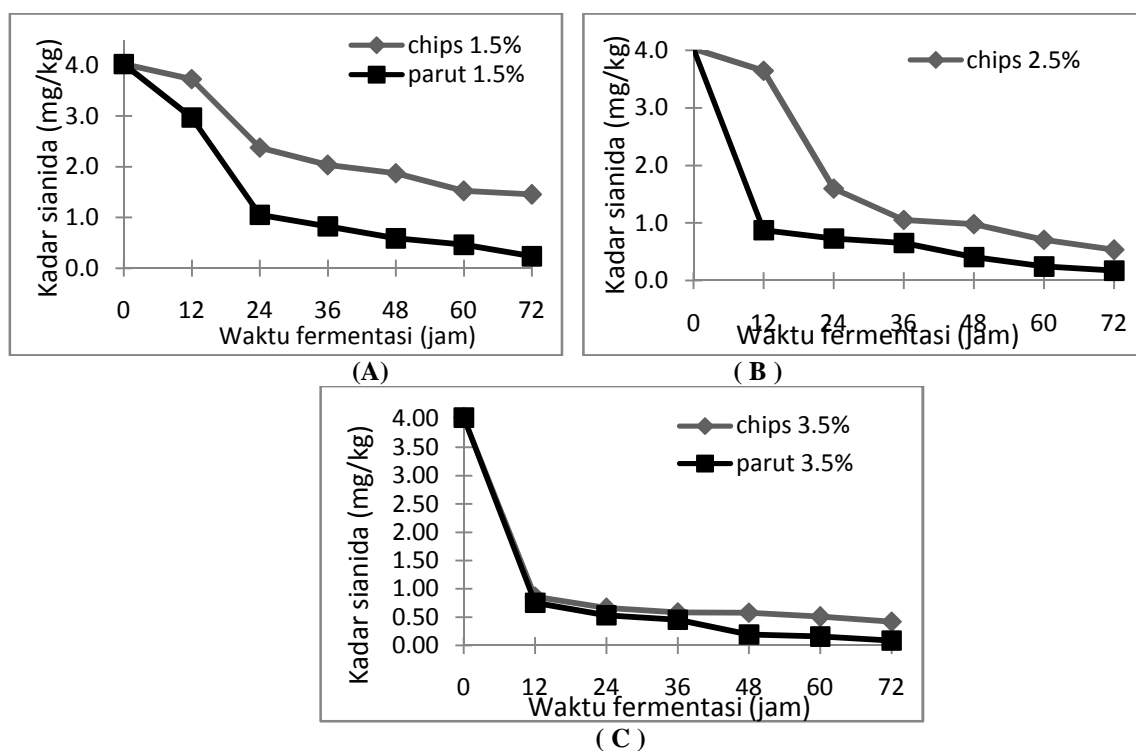 chips 1.5%
parut 1.5%
Kadar sianida (mg/kg)
4.0
3.0
2.0
1.0
0.0
0 12 24 36 48 60 72
Waktu fermentasi (jam)
(A)
chips 2.5%
Kadar sianida (mg/kg)
4.0
3.0
2.0
1.0
0.0
0 12 24 36 48 60 72
Waktu fermentasi (jam)
( B )
chips 3.5%
parut 3.5%
Kadar sianida (mg/kg)
4.00
3.50
3.00
2.50
2.00
1.50
1.00
0.50
0.00
0 12 24 36 48 60 72
Waktu fermentasi (jam)
( C )